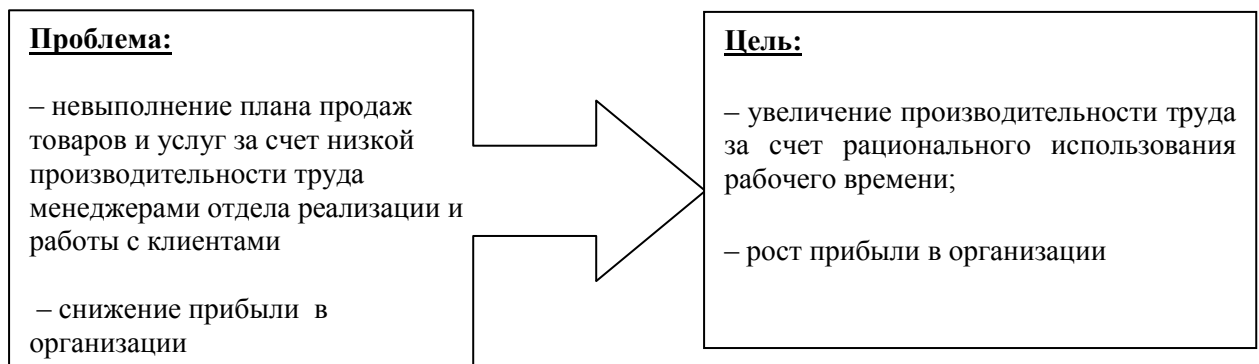 Проблема:
– невыполнение плана продаж
товаров и услуг за счет низкой
производительности труда
менеджерами отдела реализации и
работы с клиентами
– снижение прибыли в
организации
Цель:
– увеличение производительности труда
за счет рационального использования
рабочего времени;
– рост прибыли в организации